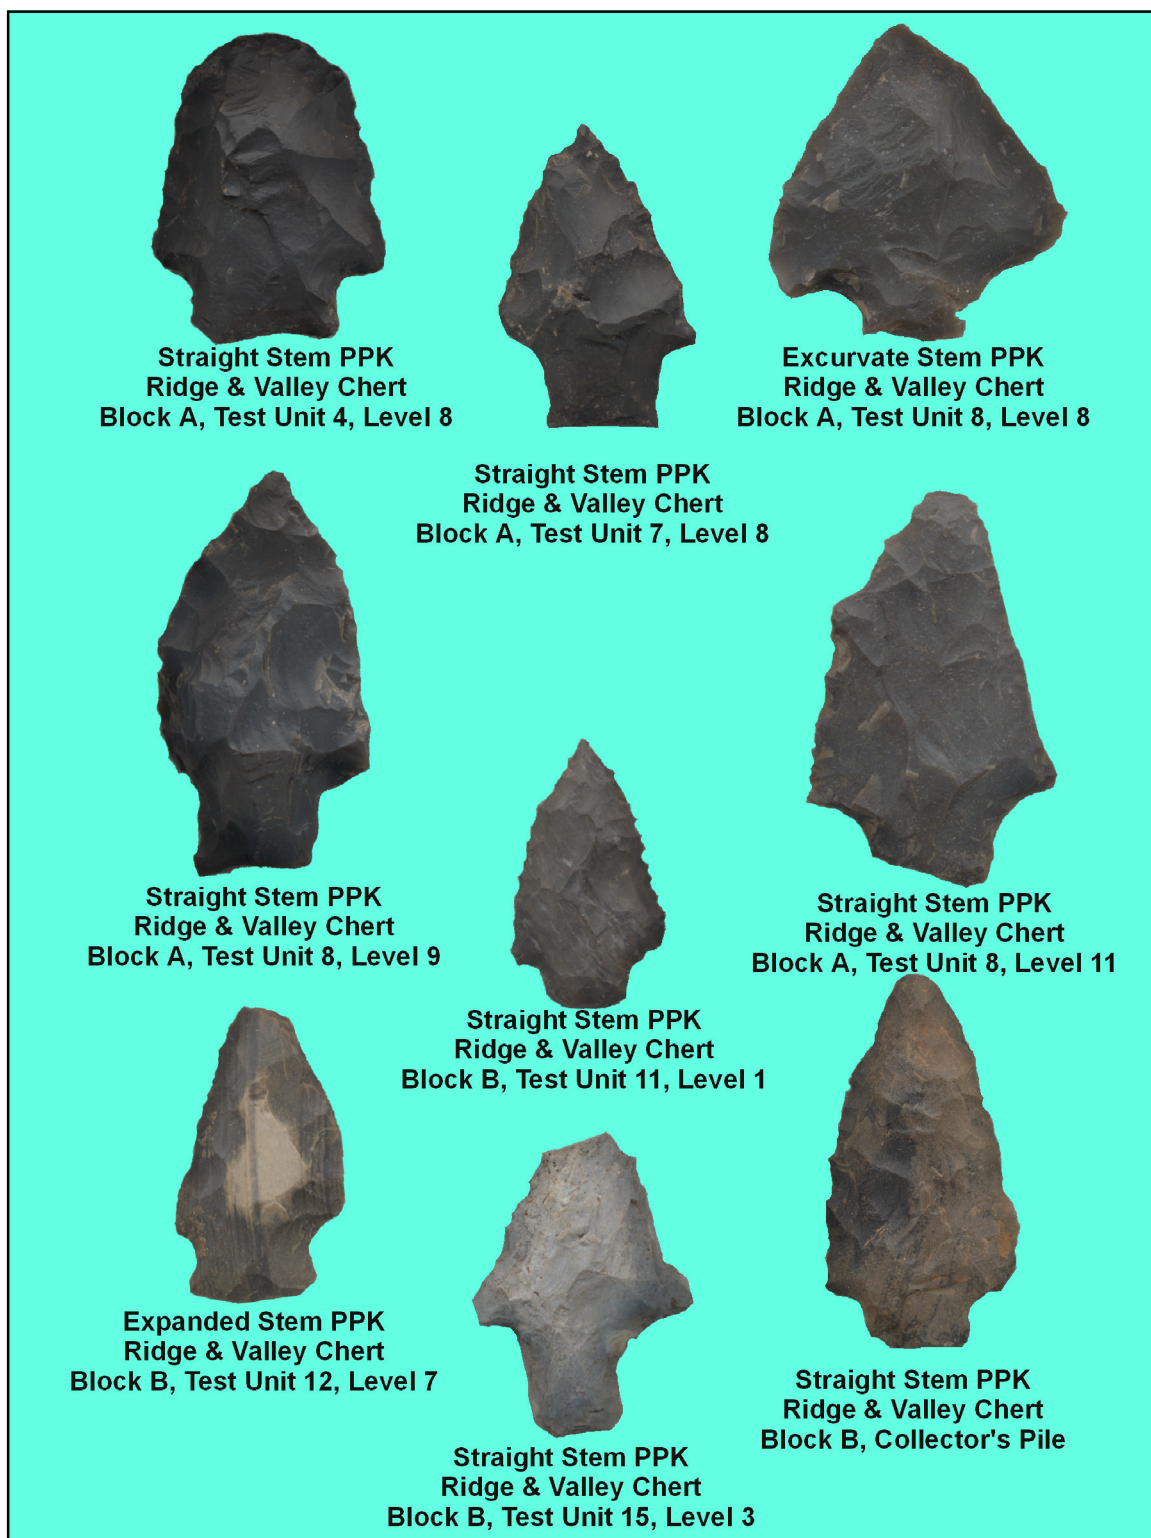 Straight Stem PPK
Ridge & Valley Chert
Block A, Test Unit 4, Level 8
Excurvate Stem PPK
Ridge & Valley Chert
Block A, Test Unit 8, Level 8
Straight Stem PPK
Ridge & Valley Chert
Block A, Test Unit 7, Level 8
Straight Stem PPK
Ridge & Valley Chert
Block A, Test Unit 8, Level 9
Straight Stem PPK
Ridge & Valley Chert
Block A, Test Unit 8, Level 11
Straight Stem PPK
Ridge & Valley Chert
Block B, Test Unit 11, Level 1
Expanded Stem PPK
Ridge & Valley Chert
Block B, Test Unit 12, Level 7
Straight Stem PPK
Ridge & Valley Chert
Block B, Collector's Pile
Straight Stem PPK
Ridge & Valley Chert
Block B, Test Unit 15, Level 3